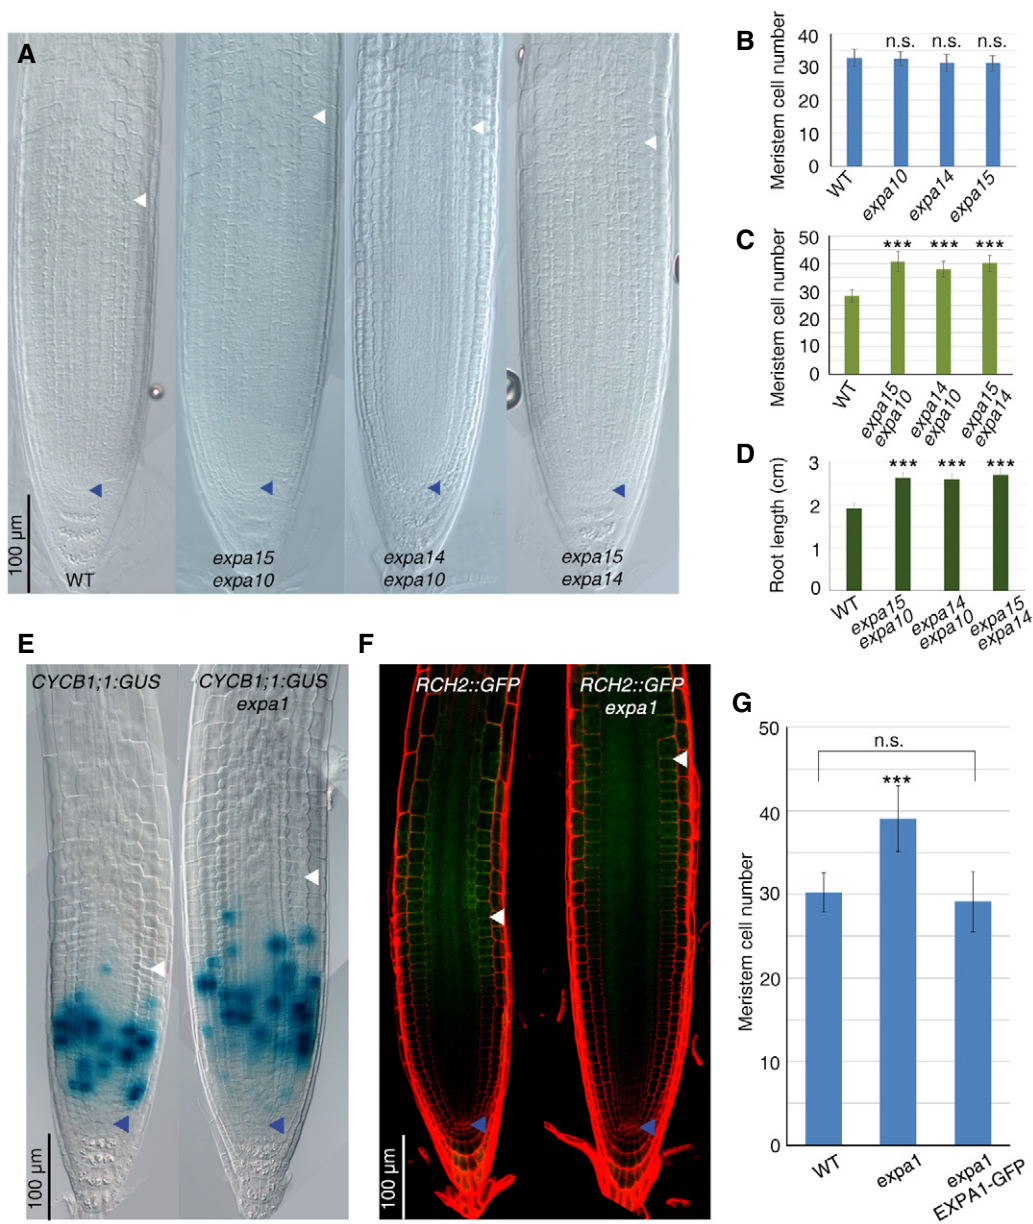 A
100 µm
WT
expa15
expa10
expa14
expa10
expa15
expa14
B
Meristem cell number
40
30
20
10
0
n.s.
n.s.
n.s.
WT
expa10
expa14
expa15
C
Meristem cell number
50
40
30
20
10
0
***
***
***
WT
expa15
expa10
expa14
expa10
expa15
expa14
D
Root length (cm)
3
2
1
0
***
***
***
WT
expa15
expa10
expa14
expa10
expa15
expa14
E
CYCB1;1:GUS
CYCB1;1:GUS
expa1
100 µm
F
RCH2::GFP
RCH2::GFP
expa1
100 µm
G
Meristem cell number
50
40
30
20
10
0
n.s.
***
WT
expa1
expa1
EXPA1-GFP